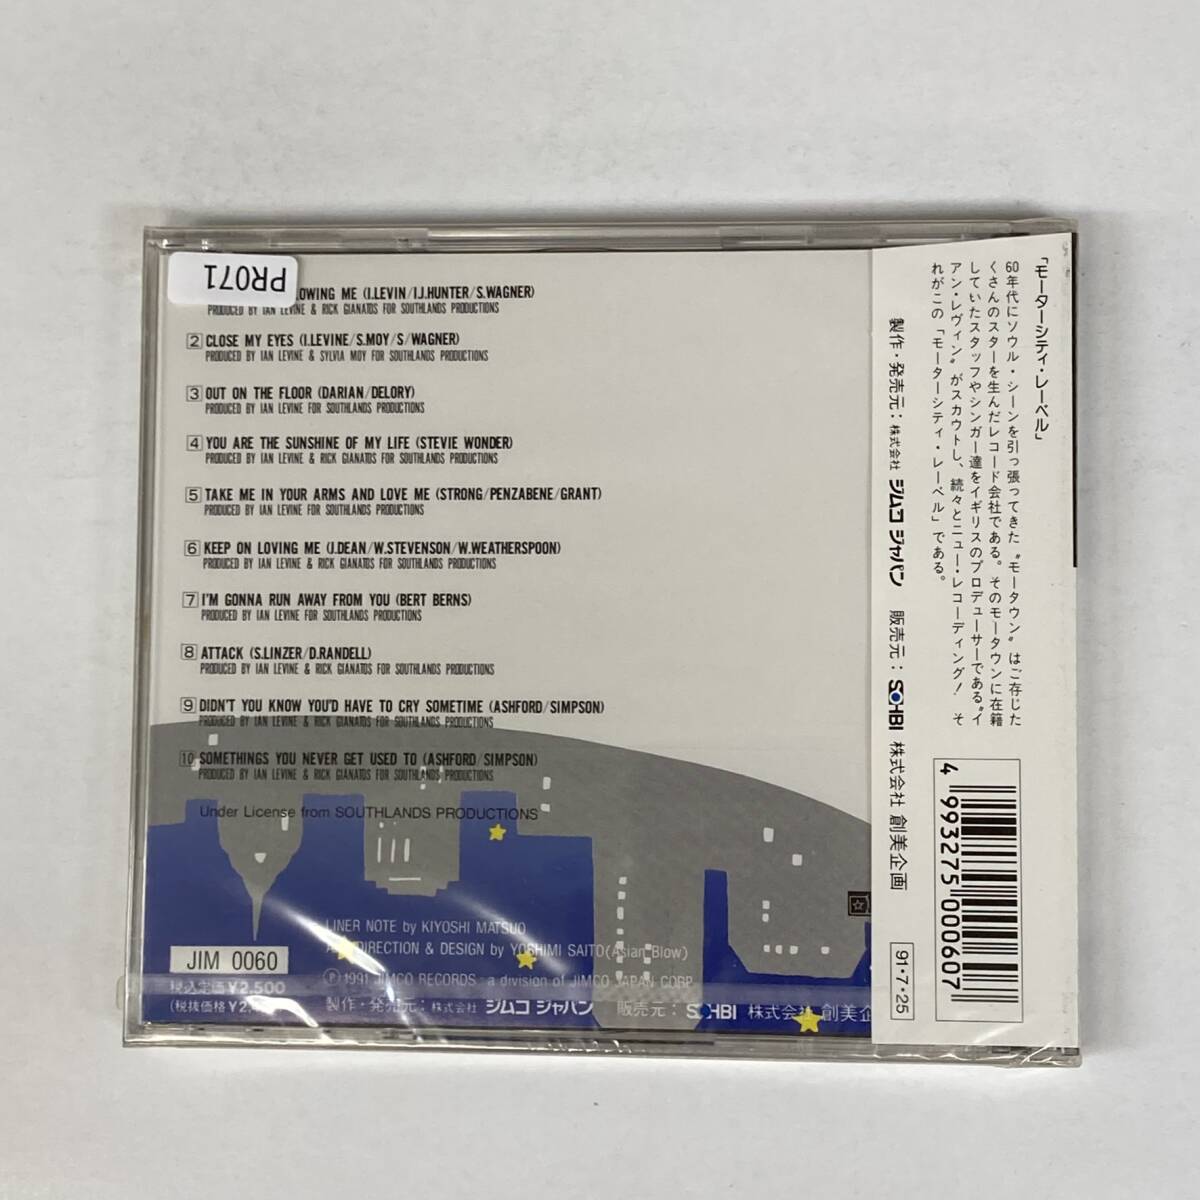 PR071
ME (I.LEVIN/I.J.HUNTER/S.WAGNER)
PRODUCED BY IAN LEVINE & RICK GIANATOS FOR SOUTHLANDS PRODUCTIONS
2 CLOSE MY EYES (I.LEVINE/S.MOY/S/WAGNER)
PRODUCED BY IAN LEVINE & SYLVIA MOY FOR SOUTHLANDS PRODUCTIONS
3 OUT ON THE FLOOR (DARIAN/DELORY)
PRODUCED BY IAN LEVINE FOR SOUTHLANDS PRODUCTIONS
4 YOU ARE THE SUNSHINE OF MY LIFE (STEVIE WONDER)
PRODUCED BY IAN LEVINE & RICK GIANATOS FOR SOUTHLANDS PRODUCTIONS
5 TAKE ME IN YOUR ARMS AND LOVE ME (STRONG/PENZABENE/GRANT)
PRODUCED BY IAN LEVINE FOR SOUTHLANDS PRODUCTIONS
6 KEEP ON LOVING ME (J.DEAN/W.STEVENSON/W.WEATHERSPOON)
PRODUCED BY IAN LEVINE & RICK GIANATOS FOR SOUTHLANDS PRODUCTIONS
7 I'M GONNA RUN AWAY FROM YOU (BERT BERNS)
PRODUCED BY IAN LEVINE FOR SOUTHLANDS PRODUCTIONS
8 ATTACK (S.LINZER/D.RANDELL)
PRODUCED BY IAN LEVINE & RICK GIANATOS FOR SOUTHLANDS PRODUCTIONS
9 DIDN'T YOU KNOW YOU'D HAVE TO CRY SOMETIME (ASHFORD/SIMPSON)
PRODUCED BY IAN LEVINE & RICK GIANATOS FOR SOUTHLANDS PRODUCTIONS
10 SOMETHINGS YOU NEVER GET USED TO (ASHFORD/SIMPSON)
PRODUCED BY IAN LEVINE & RICK GIANATOS FOR SOUTHLANDS PRODUCTIONS
Under License from SOUTHLANDS PRODUCTIONS
LINER NOTE by KIYOSHI MATSUO
DIRECTION & DESIGN by YOSHIMI SAITO(Asian Blow)
Ⓟ 1991 JIMCO RECORDS : a division of JIMCO JAPAN CORP.
製作・発売元：株式会社 ジムコ ジャパン 販売元：SOHBI 株式会社 創美企
JIM 0060
税込定価¥2,500
(税抜価格¥2,4
「モーターシティ・レーベル」
60年代にソウル・シーンを引っ張ってきた〝モータウン〟はご存じた
くさんのスターを生んだレコード会社である。そのモータウンに在籍
していたスタッフやシンガー達をイギリスのプロデューサーである〝イ
アン・レヴィン〟がスカウトし、続々とニュー・レコーディング！ そ
れがこの「モーターシティ・レーベル」である。
製作・発売元：株式会社 ジムコ ジャパン 販売元：SOHBI 株式会社 創美企画
4 993275 000607
91・7・25